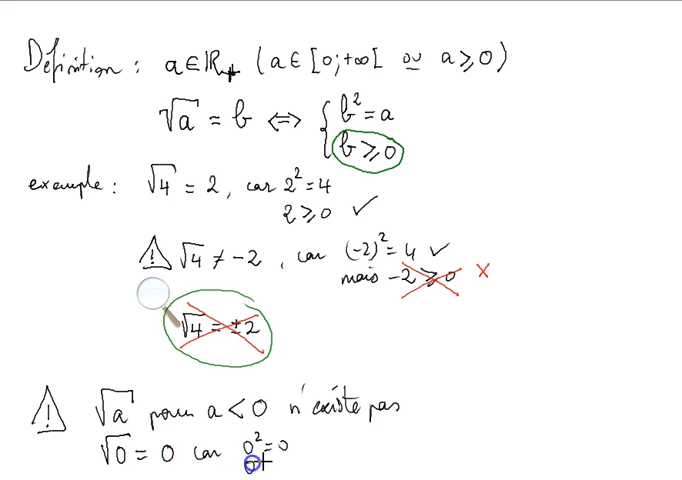 Définition : a∈ℝ+ (a∈[0;+∞[ ou a≥0)
√a = b ⇔ { b²=a
b≥0
exemple : √4 = 2, car 2²=4
2≥0 ✓
⚠ √4 ≠ -2, car (-2)²=4 ✓
mais -2≥0 ×
√4 = ±2
⚠ √a pour a<0 n'existe pas
√0 = 0 car 0²=0